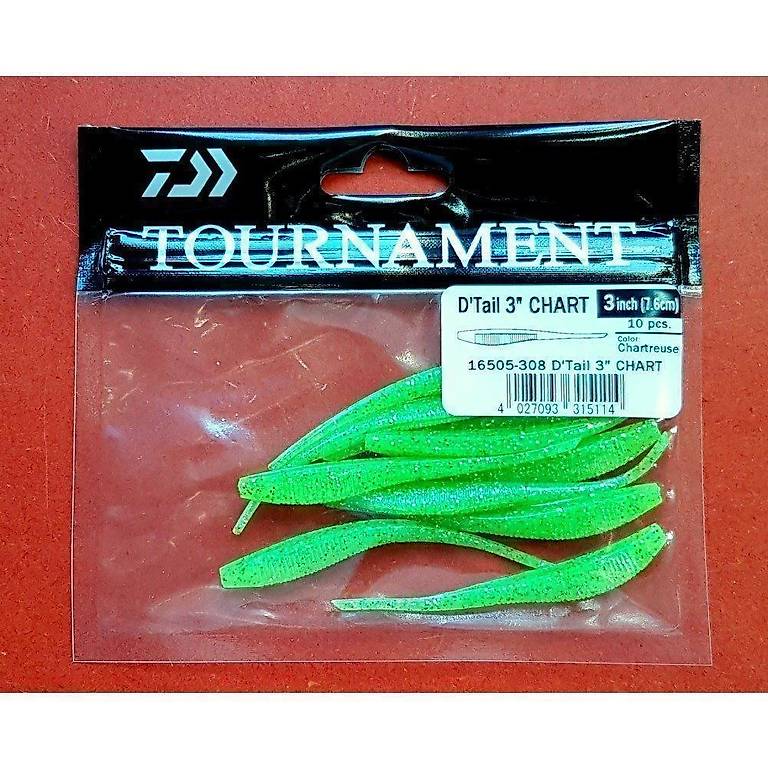 TOURNAMENT
D'Tail 3" CHART 3 inch (7.6cm)
10 pcs.
Color:
Chartreuse
16505-308 D'Tail 3" CHART
4 027093 315114